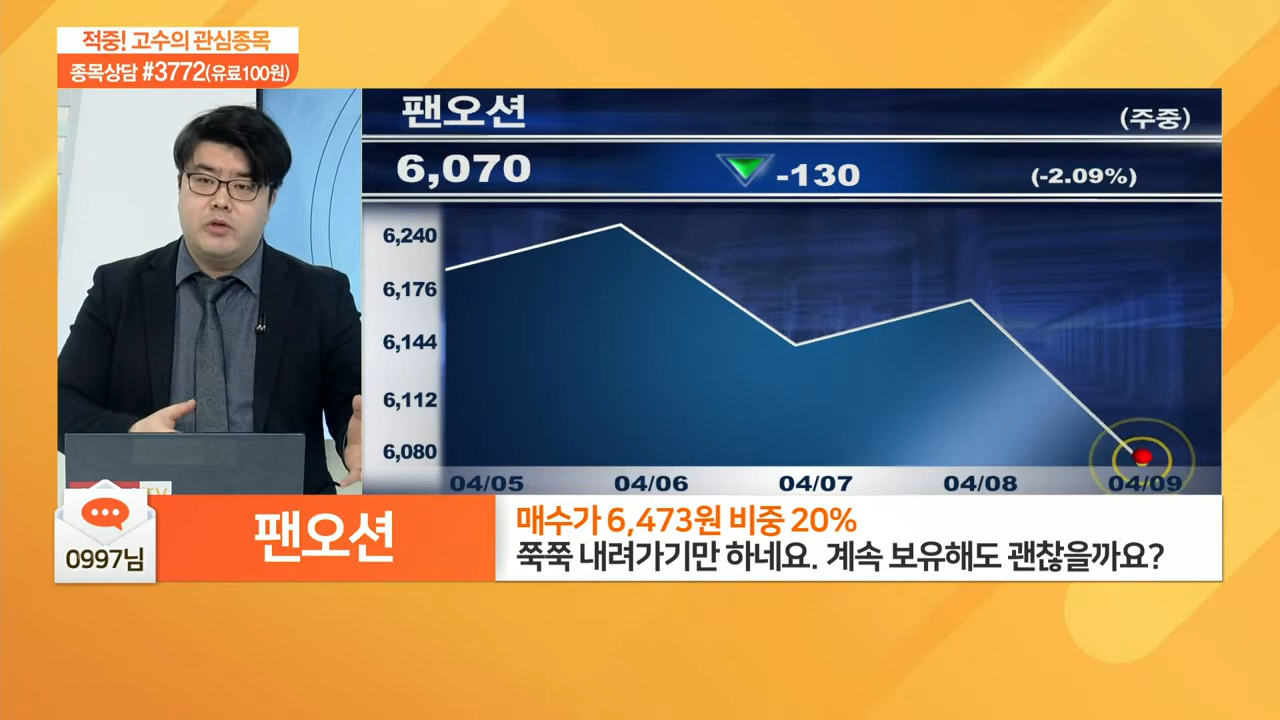 적중! 고수의 관심종목
종목상담 #3772(유료100원)
팬오션
(주중)
6,070
-130
(-2.09%)
6,240
6,176
6,144
6,112
6,080
04/05
04/06
04/07
04/08
04/09
TV
0997님
팬오션
매수가 6,473원 비중 20%
쭉쭉 내려가기만 하네요. 계속 보유해도 괜찮을까요?